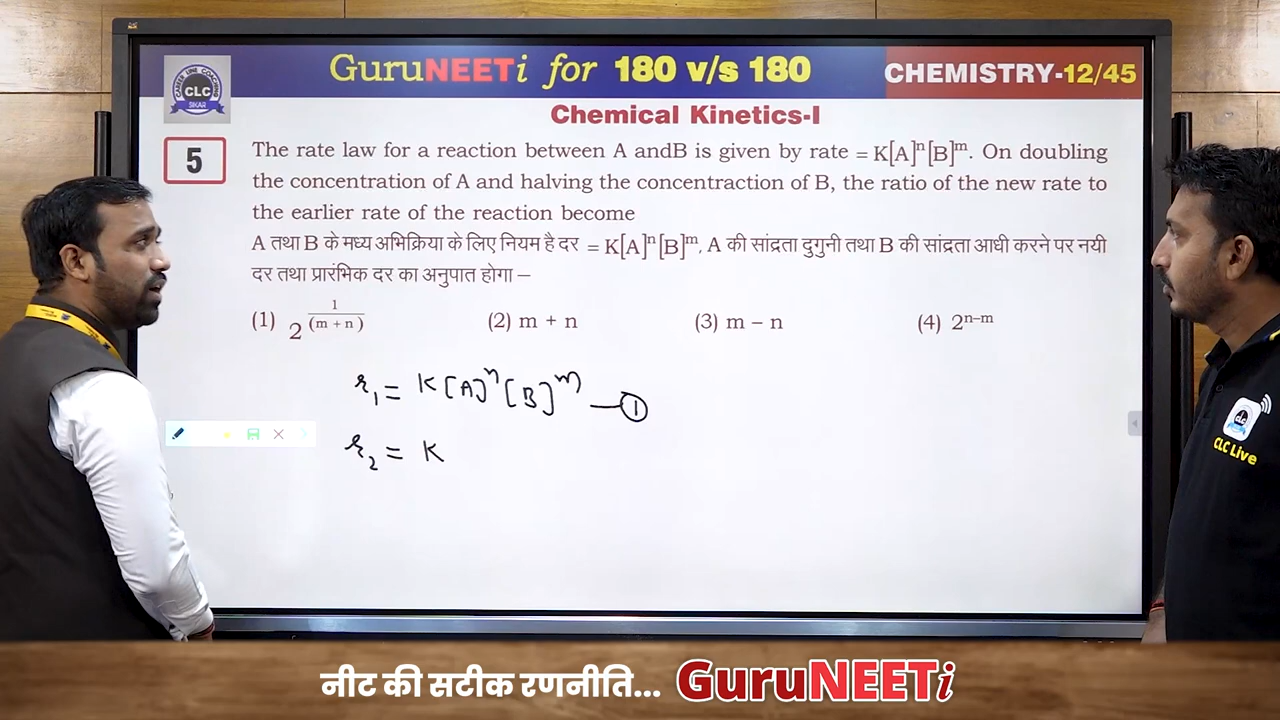 GuruNEETi for 180 v/s 180
CHEMISTRY-12/45
CLC
SIKAR
Chemical Kinetics-I
5
The rate law for a reaction between A andB is given by rate = K[A]ⁿ[B]ᵐ. On doubling
the concentration of A and halving the concentraction of B, the ratio of the new rate to
the earlier rate of the reaction become
A तथा B के मध्य अभिक्रिया के लिए नियम है दर = K[A]ⁿ[B]ᵐ, A की सांद्रता दुगुनी तथा B की सांद्रता आधी करने पर नयी
दर तथा प्रारंभिक दर का अनुपात होगा –
(1) 2^(1/(m + n)) (2) m + n (3) m – n (4) 2ⁿ⁻ᵐ
r₁ = K[A]ⁿ[B]ᵐ —①
r₂ = K
CLC
CLC Live
नीट की सटीक रणनीति... GuruNEETi